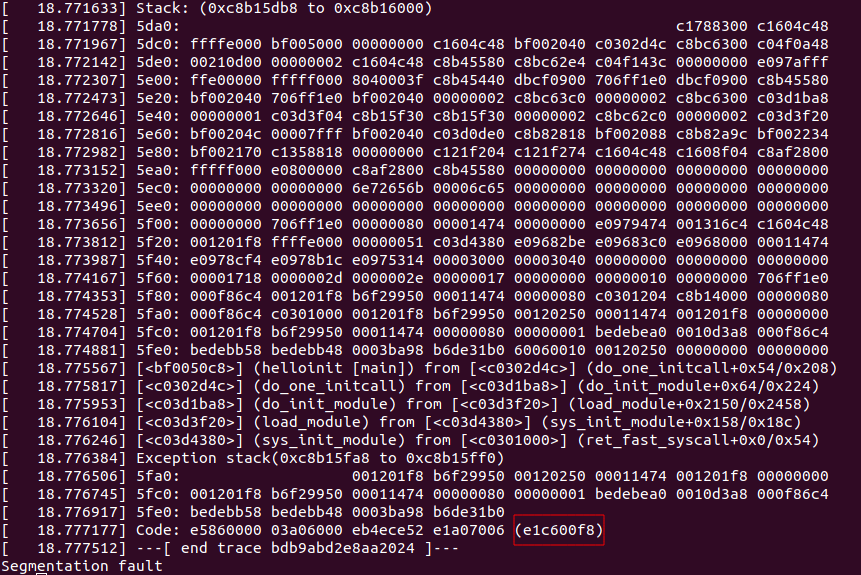 [   18.771633] Stack: (0xc8b15db8 to 0xc8b16000)
[   18.771778] 5da0:                                     c1788300 c1604c48
[   18.771967] 5dc0: ffffe000 bf005000 00000000 c1604c48 bf002040 c0302d4c c8bc6300 c04f0a48
[   18.772142] 5de0: 00210d00 00000002 c1604c48 c8b45580 c8bc62e4 c04f143c 00000000 e097afff
[   18.772307] 5e00: ffe00000 fffff000 8040003f c8b45440 dbcf0900 706ff1e0 dbcf0900 c8b45580
[   18.772473] 5e20: bf002040 706ff1e0 bf002040 00000002 c8bc63c0 00000002 c8bc6300 c03d1ba8
[   18.772646] 5e40: 00000001 c03d3f04 c8b15f30 c8b15f30 00000002 c8bc62c0 00000002 c03d3f20
[   18.772816] 5e60: bf00204c 00007fff bf002040 c03d0de0 c8b82818 bf002088 c8b82a9c bf002234
[   18.772982] 5e80: bf002170 c1358818 00000000 c121f204 c121f274 c1604c48 c1608f04 c8af2800
[   18.773152] 5ea0: fffff000 e0800000 c8af2800 c8b45580 00000000 00000000 00000000 00000000
[   18.773320] 5ec0: 00000000 00000000 6e72656b 00006c65 00000000 00000000 00000000 00000000
[   18.773496] 5ee0: 00000000 00000000 00000000 00000000 00000000 00000000 00000000 00000000
[   18.773656] 5f00: 00000000 706ff1e0 00000080 00001474 00000000 e0979474 001316c4 c1604c48
[   18.773812] 5f20: 001201f8 ffffe000 00000051 c03d4380 e09682be e09683c0 e0968000 00011474
[   18.773987] 5f40: e0978cf4 e0978b1c e0975314 00003000 00003040 00000000 00000000 00000000
[   18.774167] 5f60: 00001718 0000002d 0000002e 00000017 00000000 00000010 00000000 706ff1e0
[   18.774353] 5f80: 000f86c4 001201f8 b6f29950 00011474 00000080 c0301204 c8b14000 00000080
[   18.774528] 5fa0: 000f86c4 c0301000 001201f8 b6f29950 00120250 00011474 001201f8 00000000
[   18.774704] 5fc0: 001201f8 b6f29950 00011474 00000080 00000001 bedebea0 0010d3a8 000f86c4
[   18.774881] 5fe0: bedebb58 bedebb48 0003ba98 b6de31b0 60060010 00120250 00000000 00000000
[   18.775567] [<bf0050c8>] (helloinit [main]) from [<c0302d4c>] (do_one_initcall+0x54/0x208)
[   18.775817] [<c0302d4c>] (do_one_initcall) from [<c03d1ba8>] (do_init_module+0x64/0x224)
[   18.775953] [<c03d1ba8>] (do_init_module) from [<c03d3f20>] (load_module+0x2150/0x2458)
[   18.776104] [<c03d3f20>] (load_module) from [<c03d4380>] (sys_init_module+0x158/0x18c)
[   18.776246] [<c03d4380>] (sys_init_module) from [<c0301000>] (ret_fast_syscall+0x0/0x54)
[   18.776384] Exception stack(0xc8b15fa8 to 0xc8b15ff0)
[   18.776506] 5fa0:                   001201f8 b6f29950 00120250 00011474 001201f8 00000000
[   18.776745] 5fc0: 001201f8 b6f29950 00011474 00000080 00000001 bedebea0 0010d3a8 000f86c4
[   18.776917] 5fe0: bedebb58 bedebb48 0003ba98 b6de31b0
[   18.777177] Code: e5860000 03a06000 eb4ece52 e1a07006 (e1c600f8)
[   18.777512] ---[ end trace bdb9abd2e8aa2024 ]---
Segmentation fault